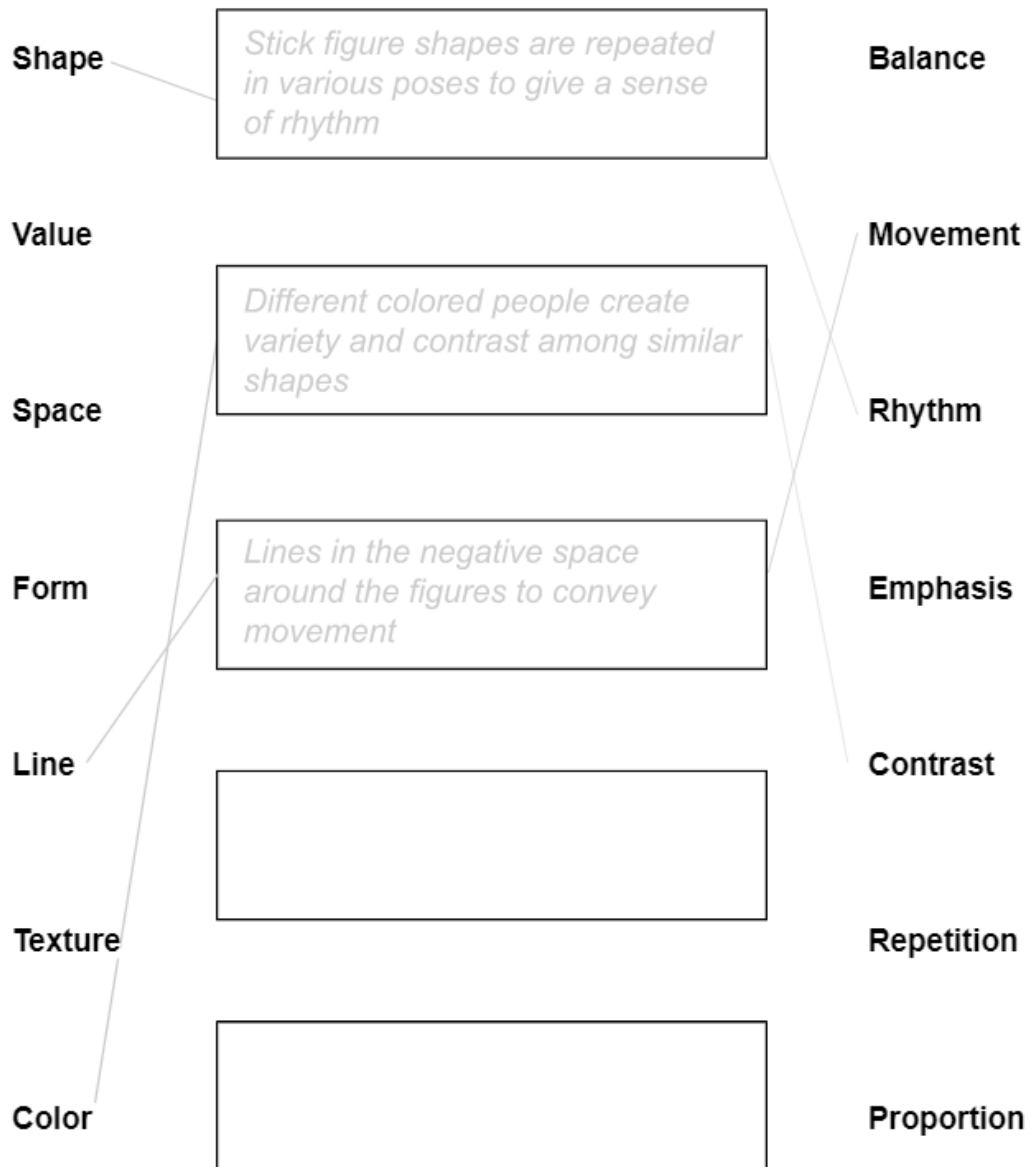 Shape
Stick figure shapes are repeated
in various poses to give a sense
of rhythm
Balance
Value
Movement
Different colored people create
variety and contrast among similar
shapes
Space
Rhythm
Lines in the negative space
around the figures to convey
movement
Form
Emphasis
Line
Contrast
Texture
Repetition
Color
Proportion